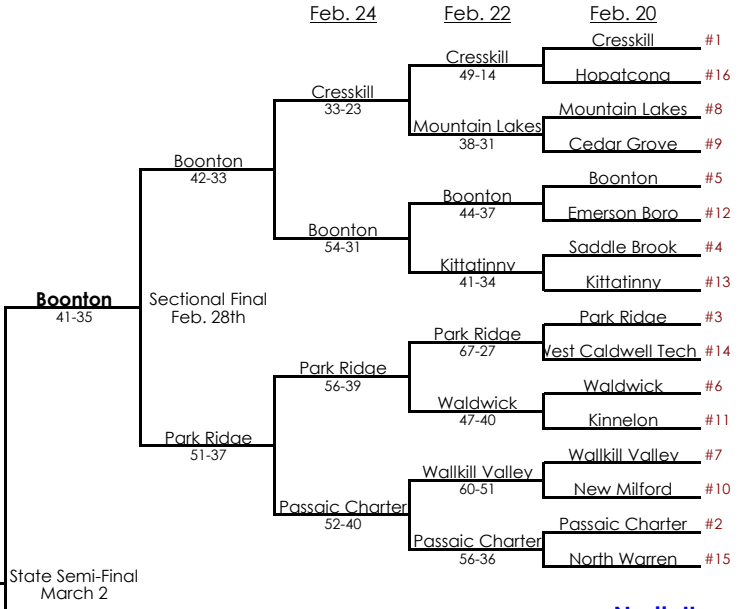 Feb. 24 Feb. 22 Feb. 20
Cresskill #1
Cresskill
49-14
Hopatcong #16
Cresskill
33-23
Mountain Lakes #8
Mountain Lakes
38-31
Cedar Grove #9
Boonton
42-33
Boonton #5
Boonton
44-37
Emerson Boro #12
Boonton
54-31
Saddle Brook #4
Kittatinny
41-34
Kittatinny #13
Boonton
41-35
Sectional Final
Feb. 28th
Park Ridge #3
Park Ridge
67-27
West Caldwell Tech #14
Park Ridge
56-39
Waldwick #6
Waldwick
47-40
Kinnelon #11
Park Ridge
51-37
Wallkill Valley #7
Wallkill Valley
60-51
New Milford #10
Passaic Charter
52-40
Passaic Charter #2
Passaic Charter
56-36
North Warren #15
State Semi-Final
March 2